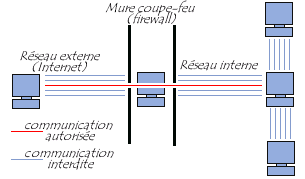 Mure coupe-feu
(firewall)
Réseau externe
(Internet)
Réseau interne
communication
autorisée
communication
interdite